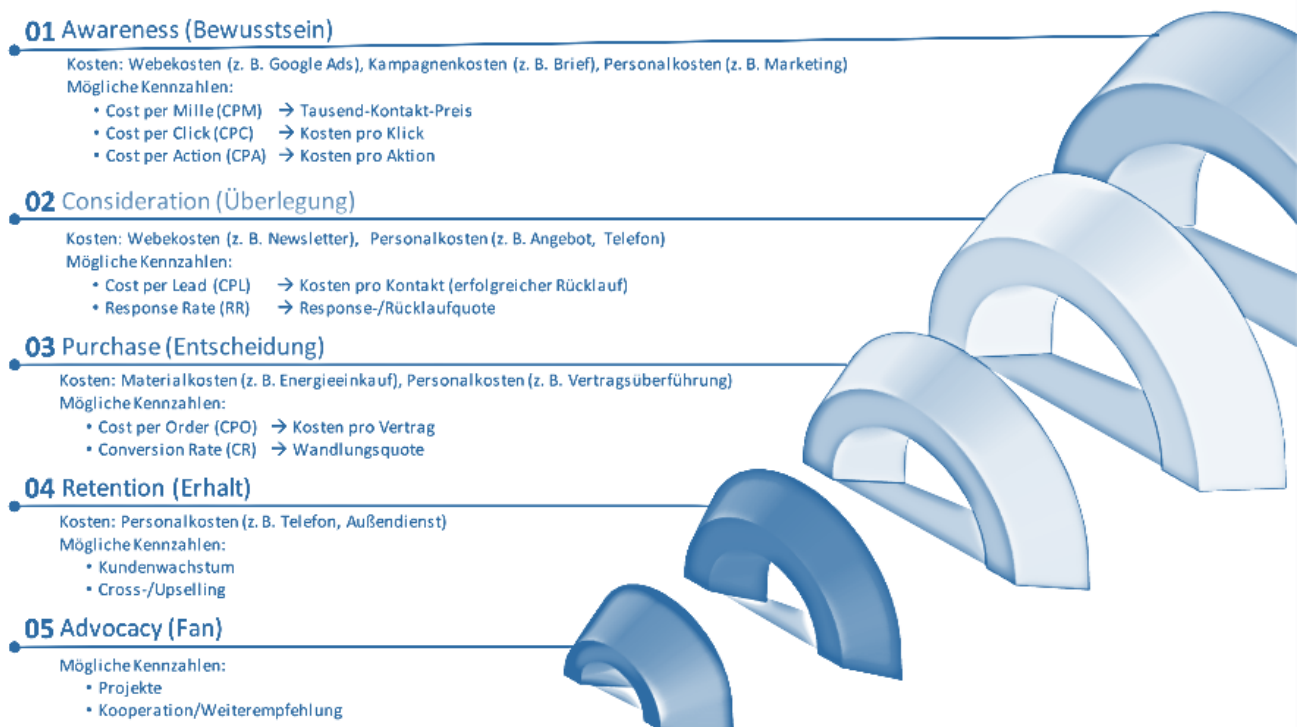 01 Awareness (Bewusstsein)
Kosten: Webekosten (z. B. Google Ads), Kampagnenkosten (z. B. Brief), Personalkosten (z. B. Marketing)
Mögliche Kennzahlen:
• Cost per Mille (CPM) → Tausend-Kontakt-Preis
• Cost per Click (CPC) → Kosten pro Klick
• Cost per Action (CPA) → Kosten pro Aktion
02 Consideration (Überlegung)
Kosten: Webekosten (z. B. Newsletter), Personalkosten (z. B. Angebot, Telefon)
Mögliche Kennzahlen:
• Cost per Lead (CPL) → Kosten pro Kontakt (erfolgreicher Rücklauf)
• Response Rate (RR) → Response-/Rücklaufquote
03 Purchase (Entscheidung)
Kosten: Materialkosten (z. B. Energieeinkauf), Personalkosten (z. B. Vertragsüberführung)
Mögliche Kennzahlen:
• Cost per Order (CPO) → Kosten pro Vertrag
• Conversion Rate (CR) → Wandlungsquote
04 Retention (Erhalt)
Kosten: Personalkosten (z. B. Telefon, Außendienst)
Mögliche Kennzahlen:
• Kundenwachstum
• Cross-/Upselling
05 Advocacy (Fan)
Mögliche Kennzahlen:
• Projekte
• Kooperation/Weiterempfehlung